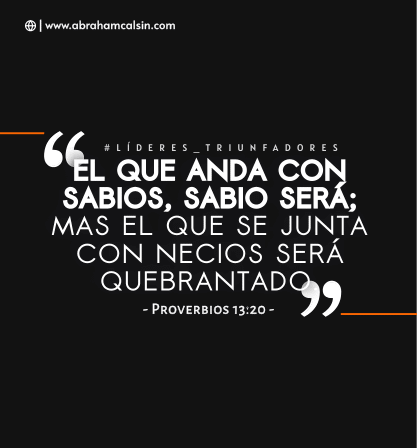 | www.abrahamcalsin.com
#LÍDERES_TRIUNFADORES
EL QUE ANDA CON
SABIOS, SABIO SERÁ;
MAS EL QUE SE JUNTA
CON NECIOS SERÁ
QUEBRANTADO.
- PROVERBIOS 13:20 -